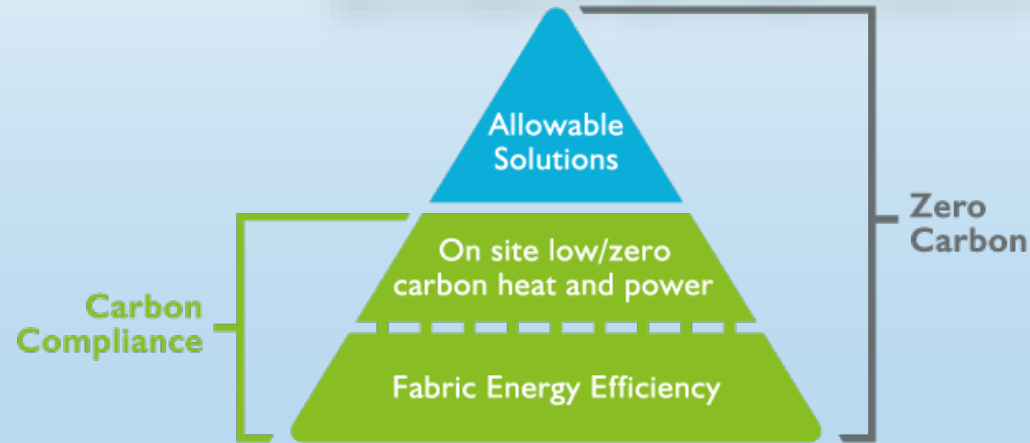 Allowable
Solutions
Zero
Carbon
On site low/zero
carbon heat and power
Carbon
Compliance
Fabric Energy Efficiency